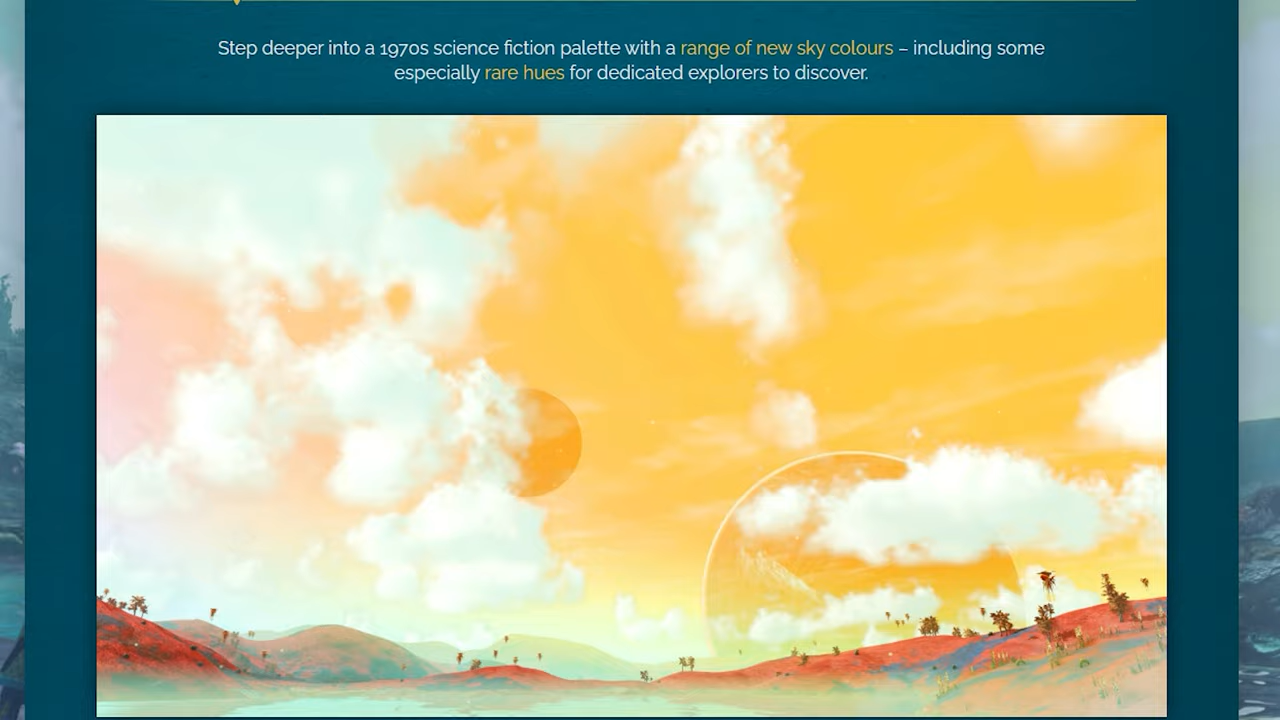 Step deeper into a 1970s science fiction palette with a range of new sky colours – including some
especially rare hues for dedicated explorers to discover.